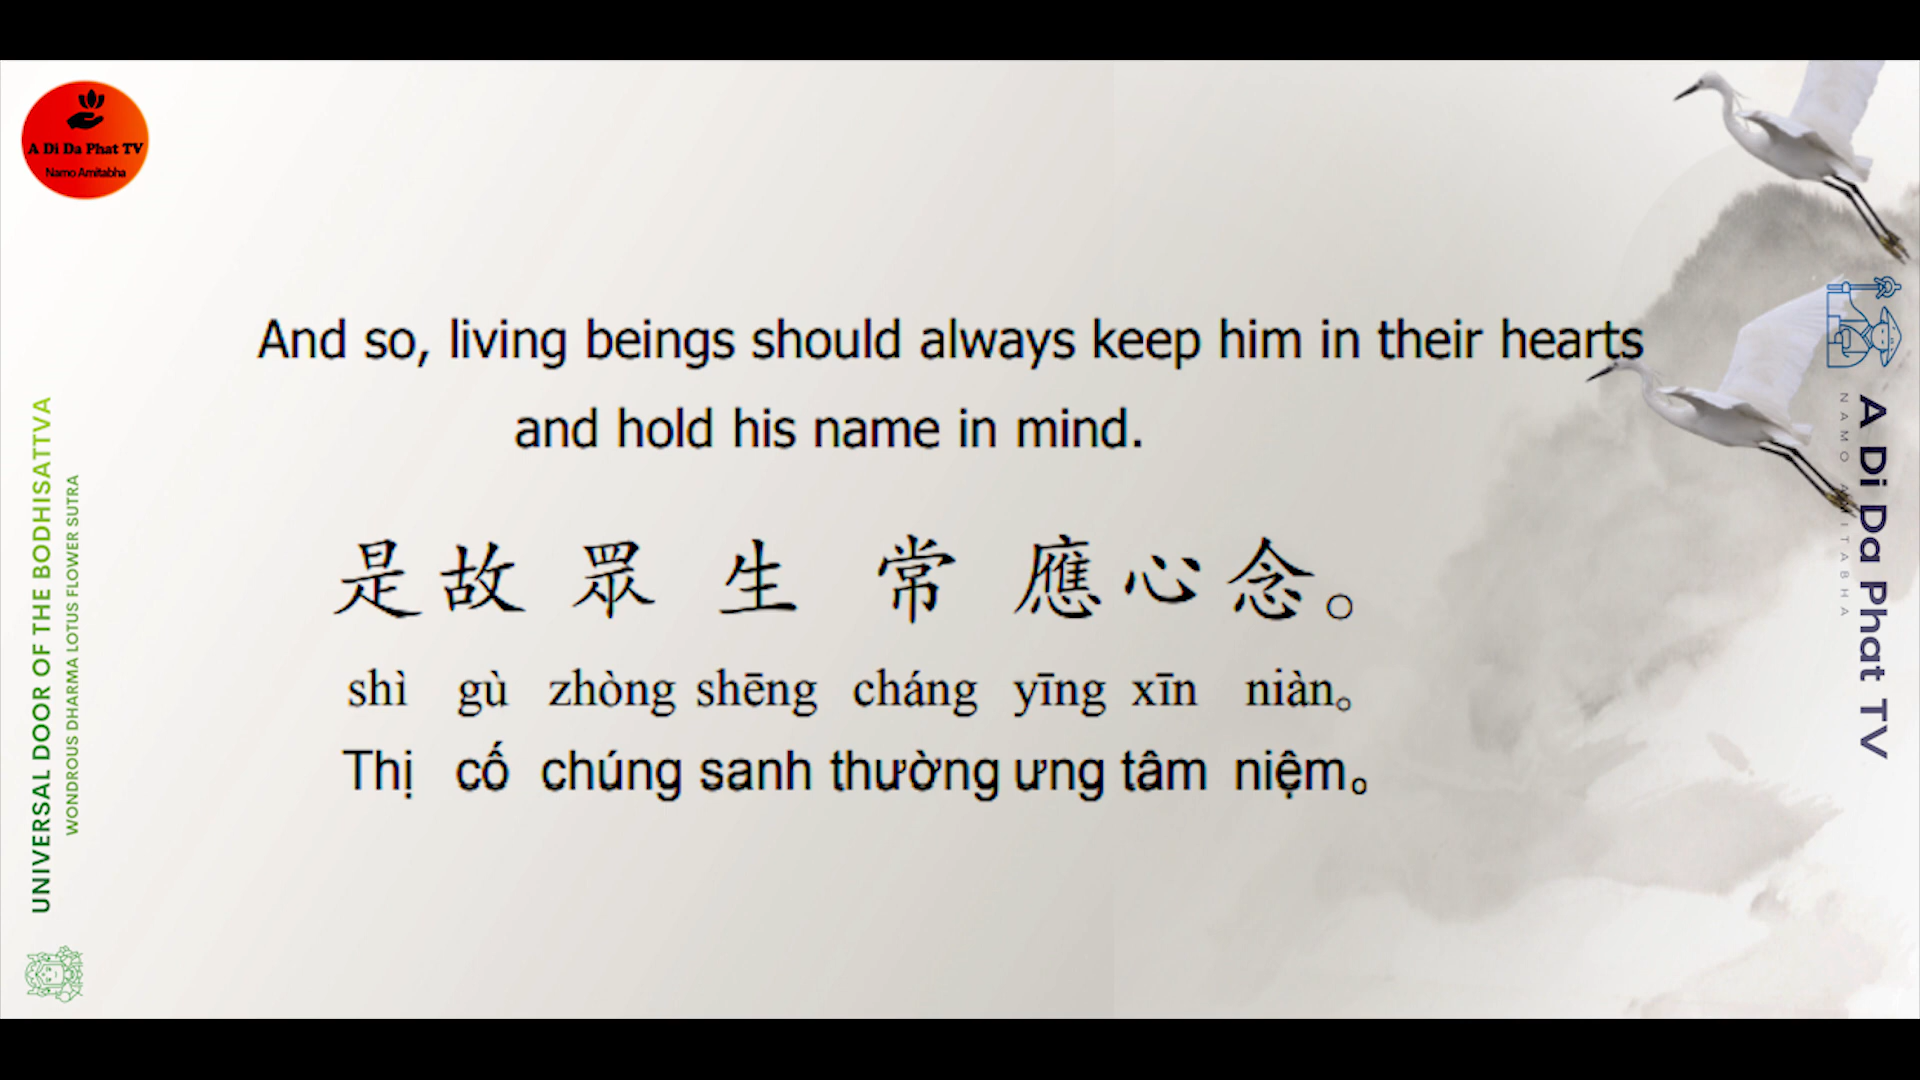 A Di Da Phat TV
Namo Amitabha
And so, living beings should always keep him in their hearts
and hold his name in mind.
是故眾生常應心念。
shì gù zhòng shēng cháng yīng xīn niàn。
Thị cố chúng sanh thường ưng tâm niệm。
UNIVERSAL DOOR OF THE BODHISATTVA
WONDROUS DHARMA LOTUS FLOWER SUTRA
A Di Da Phat TV
NAMO AMITABHA